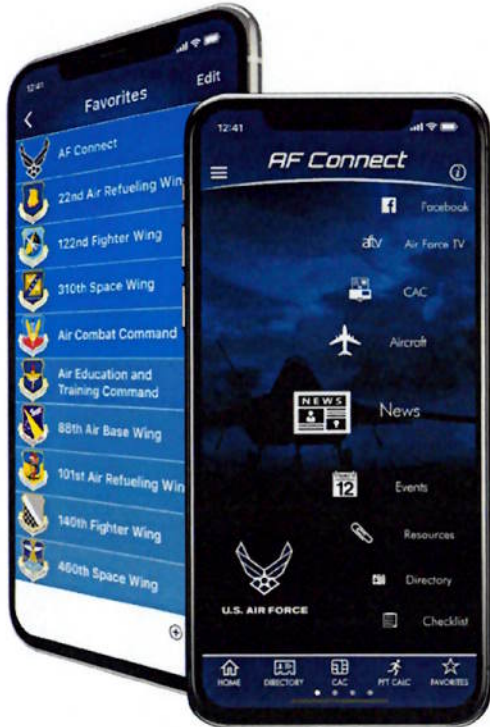 12:41
Favorites
Edit
AF Connect
22nd Air Refueling Win
122nd Fighter Wing
310th Space Wing
Air Combat Command
Air Education and
Training Command
88th Air Base Wing
101st Air Refueling Win
140th Fighter Wing
460th Space Wing
12:41
AF Connect
Facebook
aftv
Air Force TV
CAC
Aircraft
NEWS
News
12
Events
Resources
Directory
Checklist
U.S. AIR FORCE
HOME
DIRECTORY
CAC
PFT CALC
FAVORITES